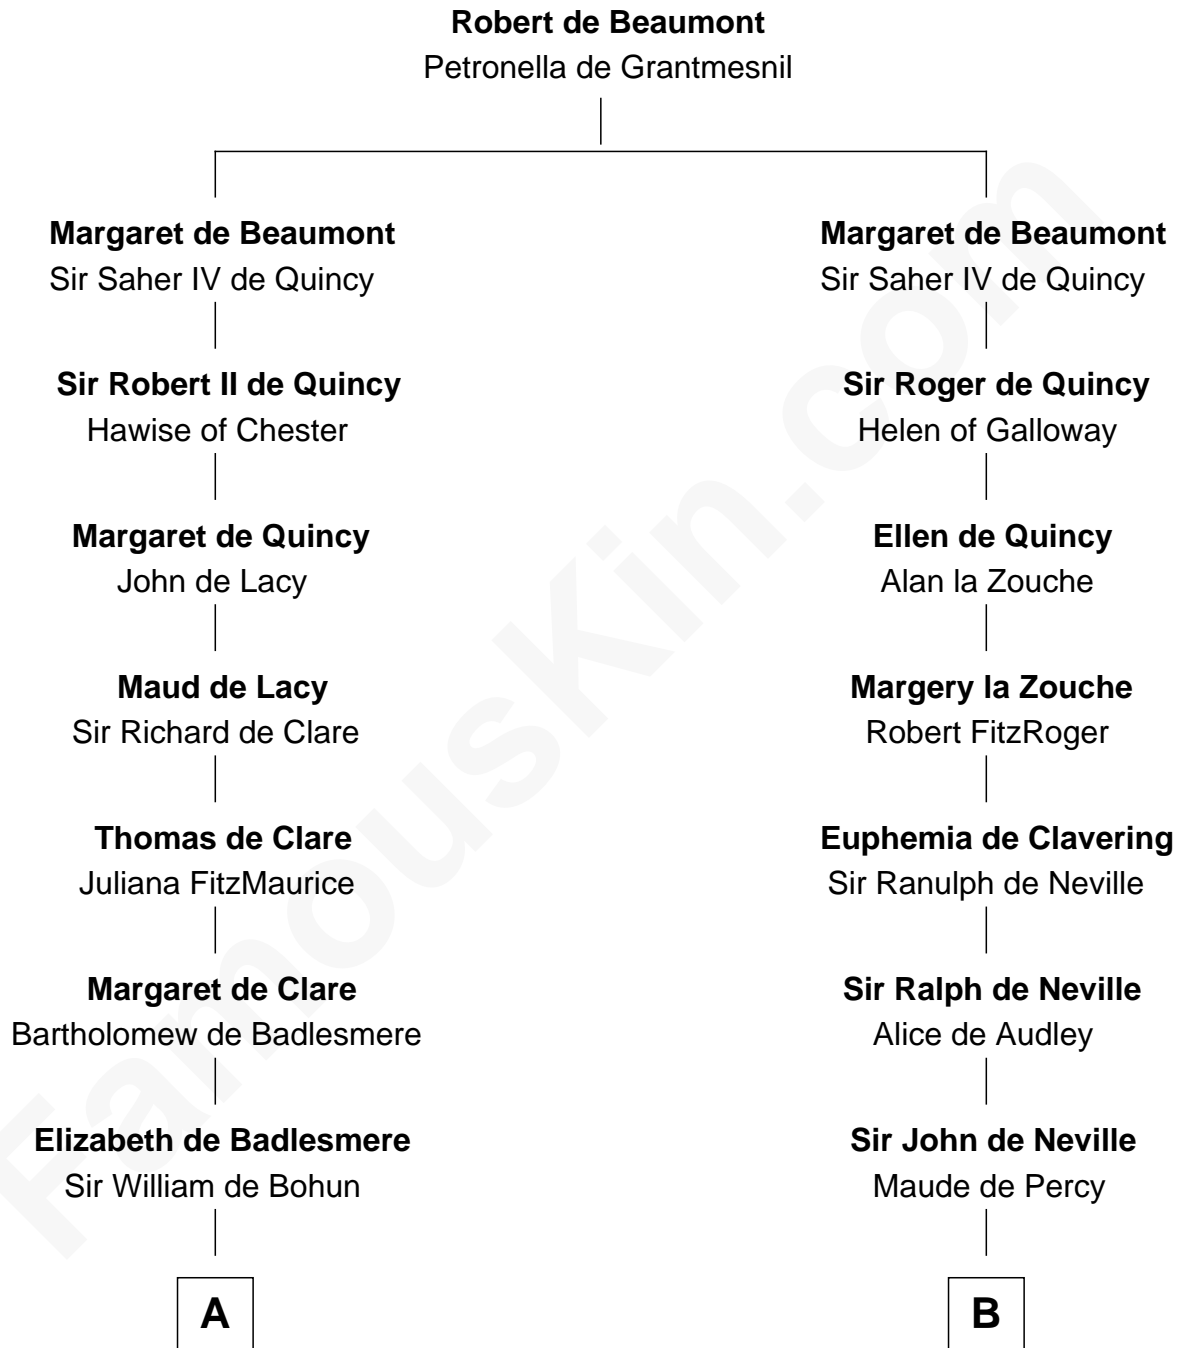 Robert de Beaumont
Petronella de Grantmesnil
Margaret de Beaumont
Sir Saher IV de Quincy
Margaret de Beaumont
Sir Saher IV de Quincy
Sir Robert II de Quincy
Hawise of Chester
Sir Roger de Quincy
Helen of Galloway
Margaret de Quincy
John de Lacy
Ellen de Quincy
Alan la Zouche
Maud de Lacy
Sir Richard de Clare
Margery la Zouche
Robert FitzRoger
Thomas de Clare
Juliana FitzMaurice
Euphemia de Clavering
Sir Ranulph de Neville
Margaret de Clare
Bartholomew de Badlesmere
Sir Ralph de Neville
Alice de Audley
Elizabeth de Badlesmere
Sir William de Bohun
Sir John de Neville
Maude de Percy
A
B
FamousKin.com